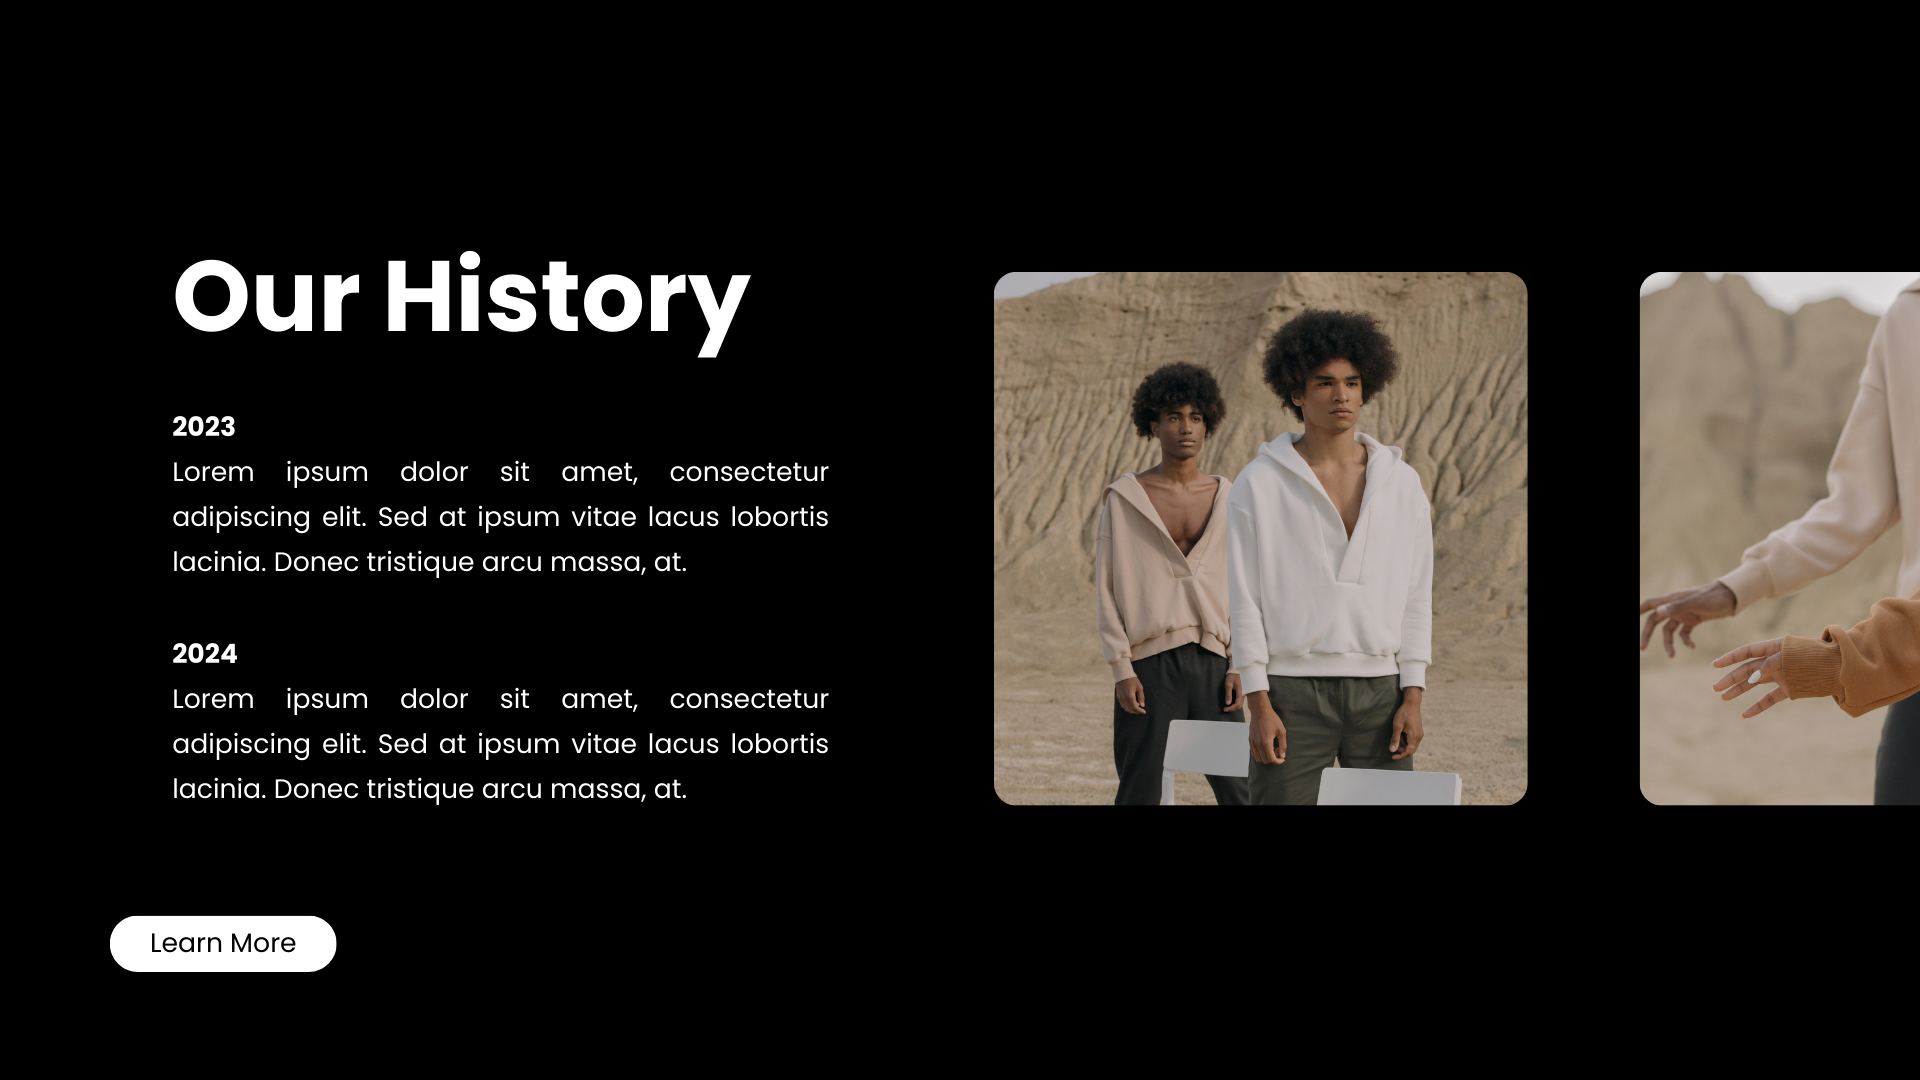 Our History
2023
Lorem ipsum dolor sit amet, consectetur
adipiscing elit. Sed at ipsum vitae lacus lobortis
lacinia. Donec tristique arcu massa, at.
2024
Lorem ipsum dolor sit amet, consectetur
adipiscing elit. Sed at ipsum vitae lacus lobortis
lacinia. Donec tristique arcu massa, at.
Learn More